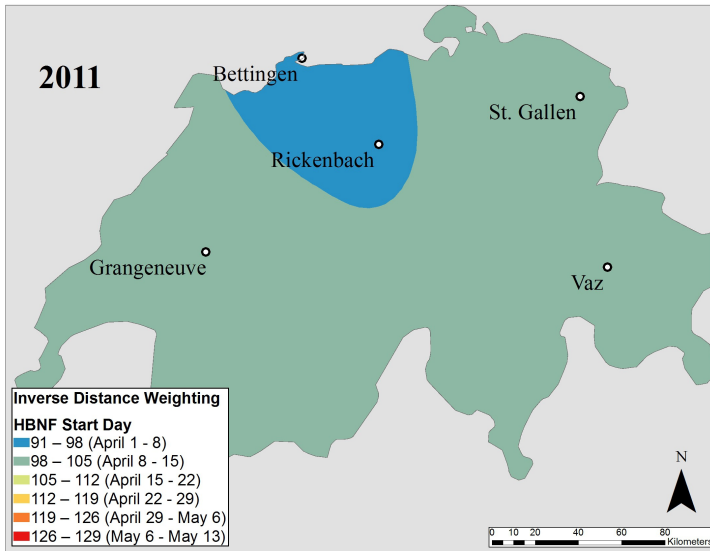 2011
Bettingen
St. Gallen
Rickenbach
Grangeneuve
Vaz
Inverse Distance Weighting
HBNF Start Day
91 – 98 (April 1 - 8)
98 – 105 (April 8 - 15)
105 – 112 (April 15 - 22)
112 – 119 (April 22 - 29)
119 – 126 (April 29 - May 6)
126 – 129 (May 6 - May 13)
N
0 10 20 40 60 80
Kilometers